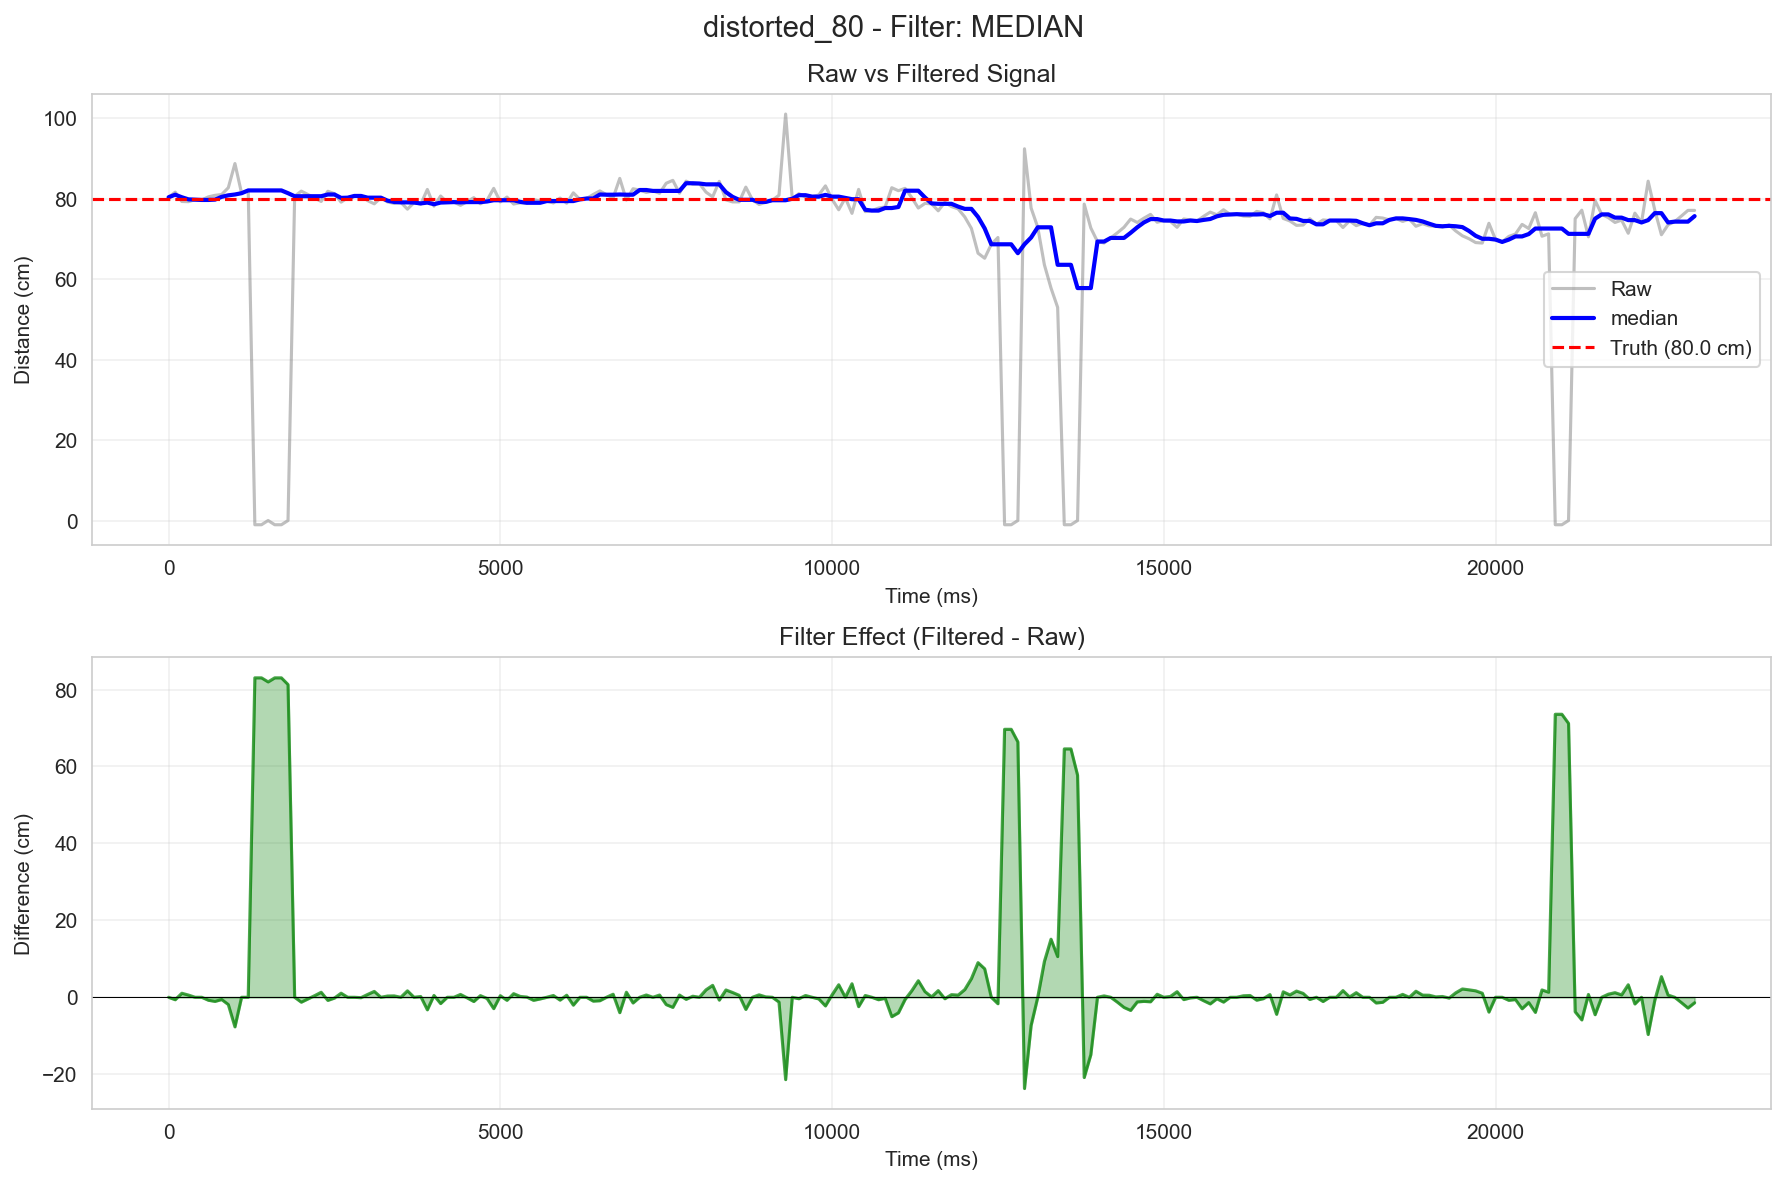 distorted_80 - Filter: MEDIAN
Raw vs Filtered Signal
100
80
60
40
20
0
Distance (cm)
Raw
median
Truth (80.0 cm)
0 5000 10000 15000 20000
Time (ms)
Filter Effect (Filtered - Raw)
80
60
40
20
0
−20
Difference (cm)
0 5000 10000 15000 20000
Time (ms)